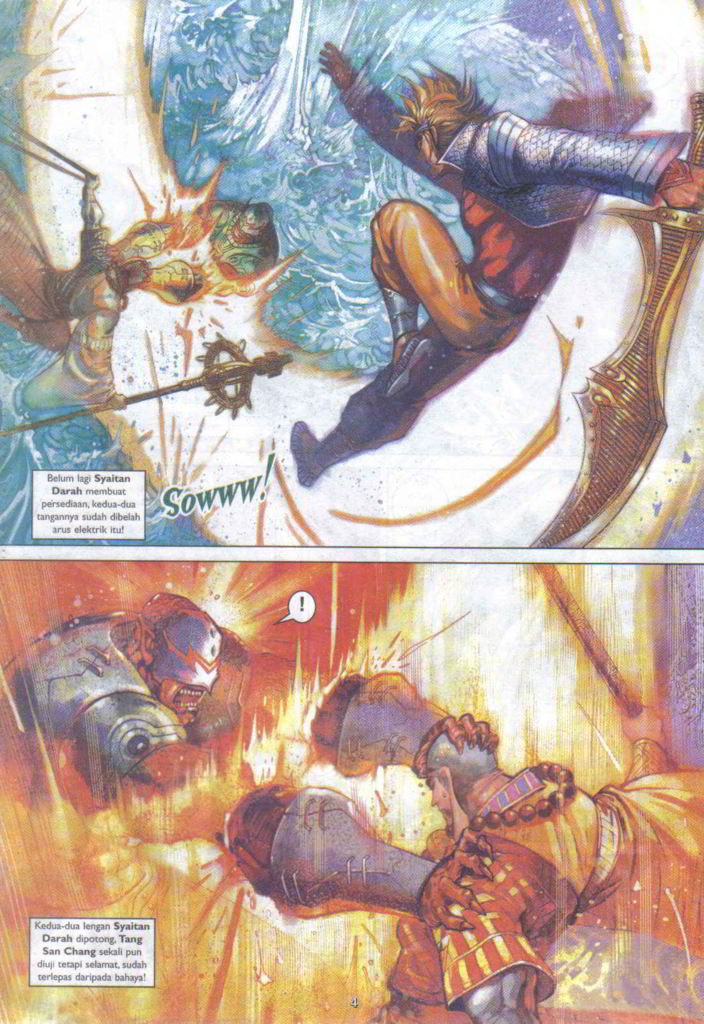 Belum lagi Syaitan
Darah membuat
persediaan, kedua-dua
tangannya sudah dibelah
arus elektrik itu!
Sowww!
!
Kedua-dua lengan Syaitan
Darah dipotong, Tang
San Chang sekali pun
diuji tetapi selamat, sudah
terlepas daripada bahaya!
4